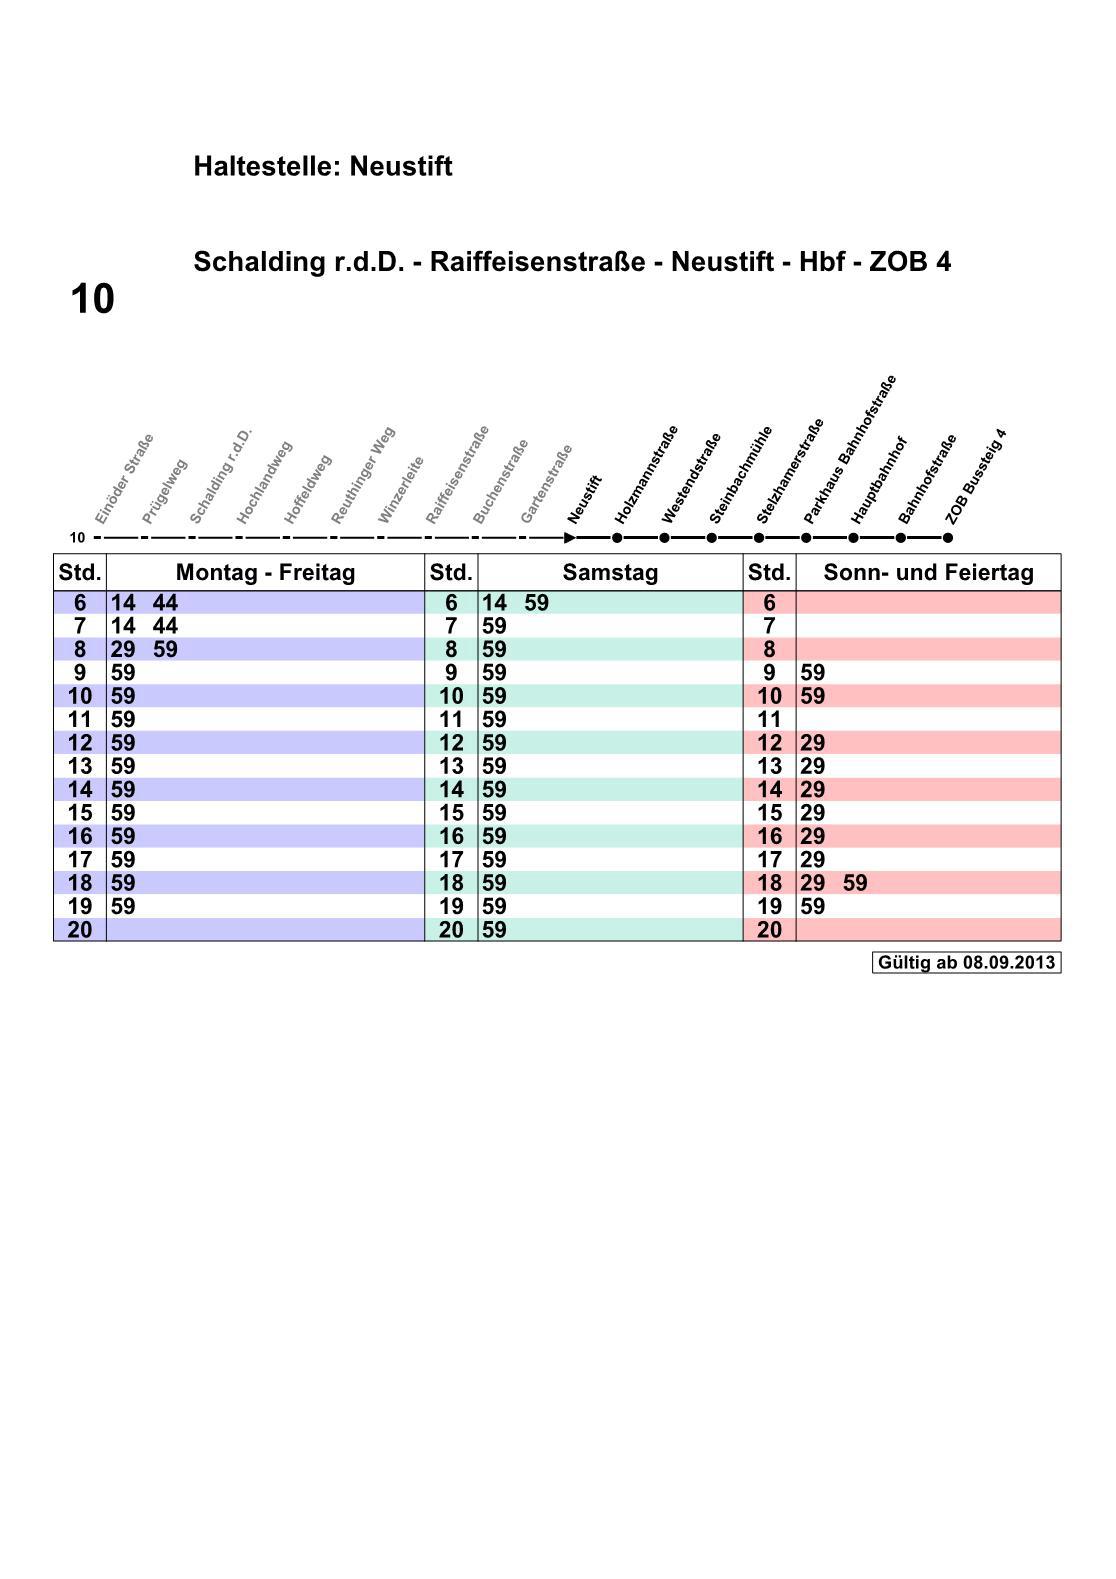 Haltestelle: Neustift
Schalding r.d.D. - Raiffeisenstraße - Neustift - Hbf - ZOB 4
10
Einöder Straße
Prügelweg
Schalding r.d.D.
Hochlandweg
Hoffeldweg
Reuthinger Weg
Winzerleite
Raiffeisenstraße
Buchenstraße
Gartenstraße
Neustift
Holzmannstraße
Westendstraße
Steinbachmühle
Stelzhamerstraße
Parkhaus Bahnhofstraße
Hauptbahnhof
Bahnhofstraße
ZOB Bussteig 4
10
Std. Montag - Freitag Std. Samstag Std. Sonn- und Feiertag
6 14 44 6 14 59 6
7 14 44 7 59 7
8 29 59 8 59 8
9 59 9 59 9 59
10 59 10 59 10 59
11 59 11 59 11
12 59 12 59 12 29
13 59 13 59 13 29
14 59 14 59 14 29
15 59 15 59 15 29
16 59 16 59 16 29
17 59 17 59 17 29
18 59 18 59 18 29 59
19 59 19 59 19 59
20 20 59 20
Gültig ab 08.09.2013